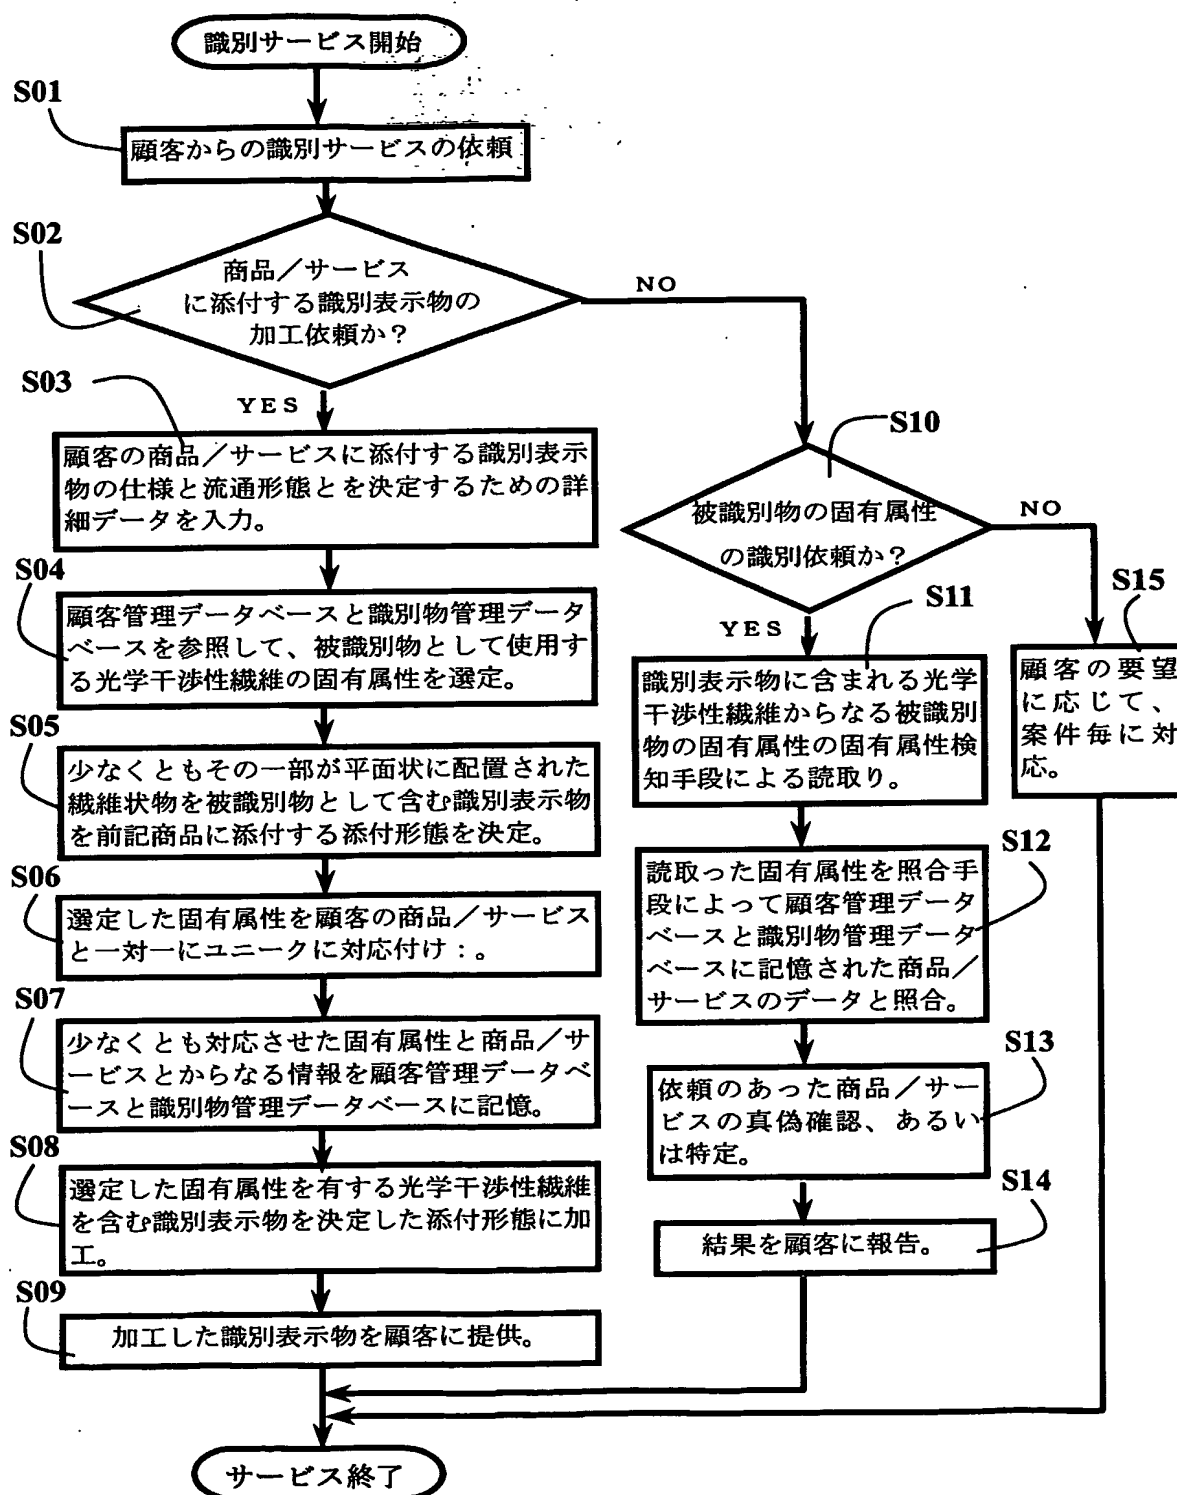 識別サービス開始
S01
顧客からの識別サービスの依頼
S02
商品／サービス
に添付する識別表示物の
加工依頼か？
NO
YES
S03
顧客の商品／サービスに添付する識別表示
物の仕様と流通形態とを決定するための詳
細データを入力。
S04
顧客管理データベースと識別物管理データ
ベースを参照して、被識別物として使用す
る光学干渉性繊維の固有属性を選定。
S05
少なくともその一部が平面状に配置された
繊維状物を被識別物として含む識別表示物
を前記商品に添付する添付形態を決定。
S06
選定した固有属性を顧客の商品／サービス
と一対一にユニークに対応付け：。
S07
少なくとも対応させた固有属性と商品／サ
ービスとからなる情報を顧客管理データベ
ースと識別物管理データベースに記憶。
S08
選定した固有属性を有する光学干渉性繊維
を含む識別表示物を決定した添付形態に加
工。
S09
加工した識別表示物を顧客に提供。
S10
被識別物の固有属性
の識別依頼か？
NO
YES
S11
識別表示物に含まれる光学
干渉性繊維からなる被識別
物の固有属性の固有属性検
知手段による読取り。
S12
読取った固有属性を照合手
段によって顧客管理データ
ベースと識別物管理データ
ベースに記憶された商品／
サービスのデータと照合。
S13
依頼のあった商品／サー
ビスの真偽確認、あるい
は特定。
S14
結果を顧客に報告。
S15
顧客の要望
に応じて、
案件毎に対
応。
サービス終了